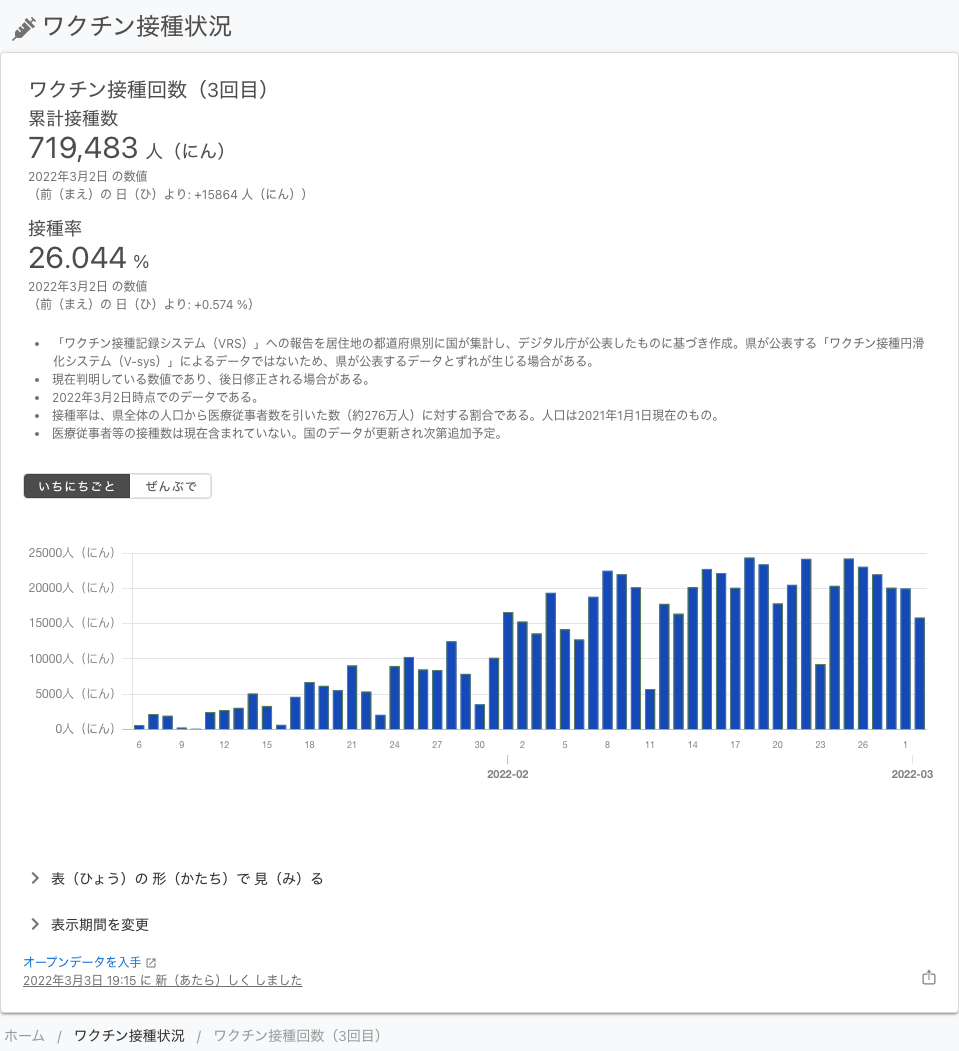 ワクチン接種状況
ワクチン接種回数（3回目）
累計接種数
719,483 人（にん）
2022年3月2日 の数値
（前（まえ）の 日（ひ）より: +15864 人（にん））
接種率
26.044 %
2022年3月2日 の数値
（前（まえ）の 日（ひ）より: +0.574 %）
• 「ワクチン接種記録システム（VRS）」への報告を居住地の都道府県別に国が集計し、デジタル庁が公表したものに基づき作成。県が公表する「ワクチン接種円滑
化システム（V-sys）」によるデータではないため、県が公表するデータとずれが生じる場合がある。
• 現在判明している数値であり、後日修正される場合がある。
• 2022年3月2日時点でのデータである。
• 接種率は、県全体の人口から医療従事者数を引いた数（約276万人）に対する割合である。人口は2021年1月1日現在のもの。
• 医療従事者等の接種数は現在含まれていない。国のデータが更新され次第追加予定。
いちにちごと ぜんぶで
25000人（にん）
20000人（にん）
15000人（にん）
10000人（にん）
5000人（にん）
0人（にん）
6 9 12 15 18 21 24 27 30 2 5 8 11 14 17 20 23 26 1
2022-02 2022-03
表（ひょう）の 形（かたち）で 見（み）る
表示期間を変更
オープンデータを入手
2022年3月3日 19:15 に 新（あたら）しく しました
ホーム / ワクチン接種状況 / ワクチン接種回数（3回目）